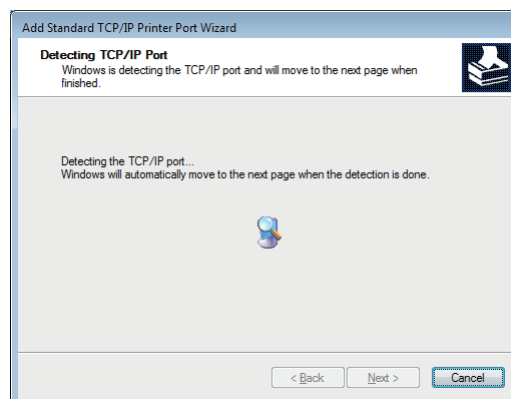 Add Standard TCP/IP Printer Port Wizard
Detecting TCP/IP Port
Windows is detecting the TCP/IP port and will move to the next page when
finished.
Detecting the TCP/IP port...
Windows will automatically move to the next page when the detection is done.
< Back
Next >
Cancel